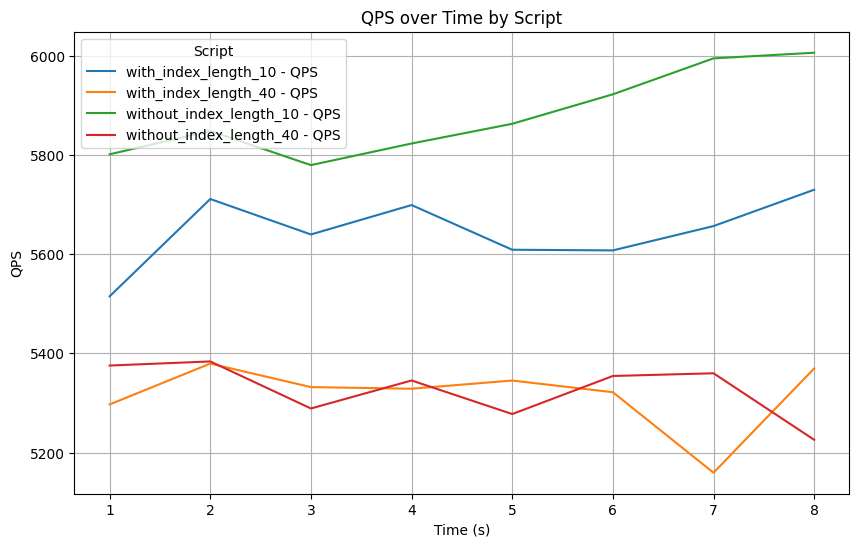 QPS over Time by Script
Script
with_index_length_10 - QPS
with_index_length_40 - QPS
without_index_length_10 - QPS
without_index_length_40 - QPS
6000
5800
5600
5400
5200
QPS
1 2 3 4 5 6 7 8
Time (s)